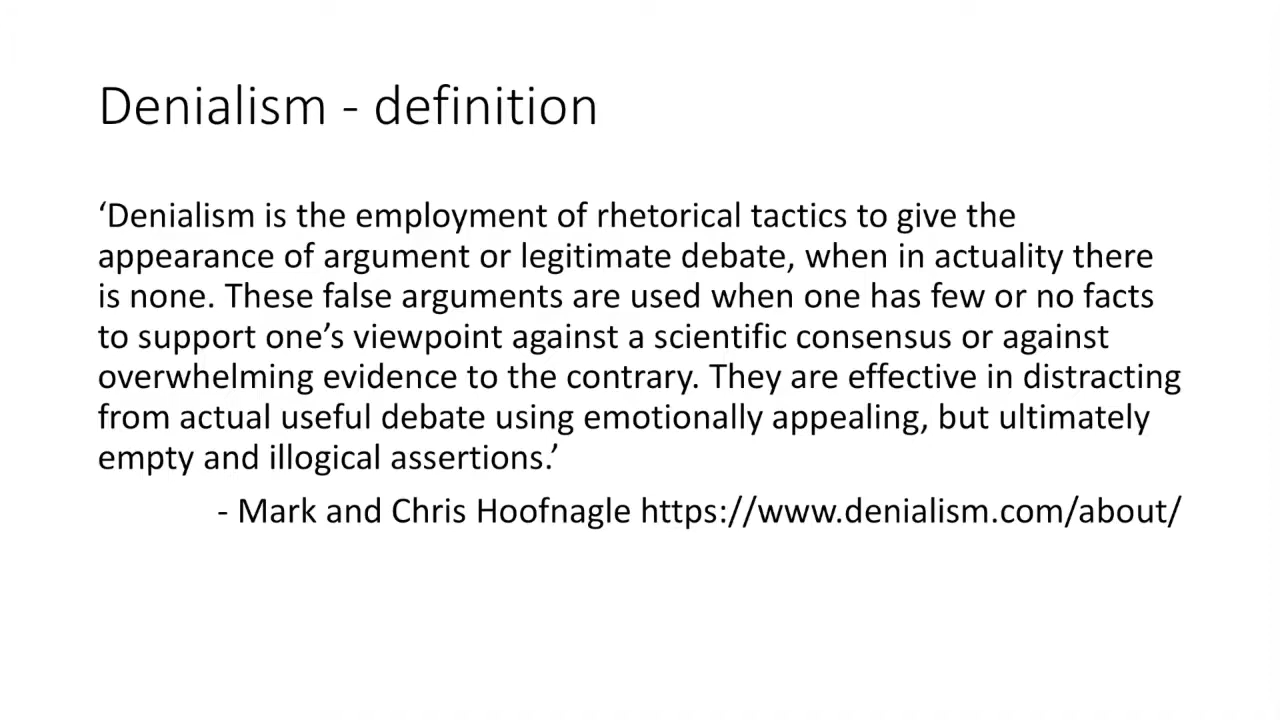 Denialism - definition
‘Denialism is the employment of rhetorical tactics to give the
appearance of argument or legitimate debate, when in actuality there
is none. These false arguments are used when one has few or no facts
to support one’s viewpoint against a scientific consensus or against
overwhelming evidence to the contrary. They are effective in distracting
from actual useful debate using emotionally appealing, but ultimately
empty and illogical assertions.’
- Mark and Chris Hoofnagle https://www.denialism.com/about/